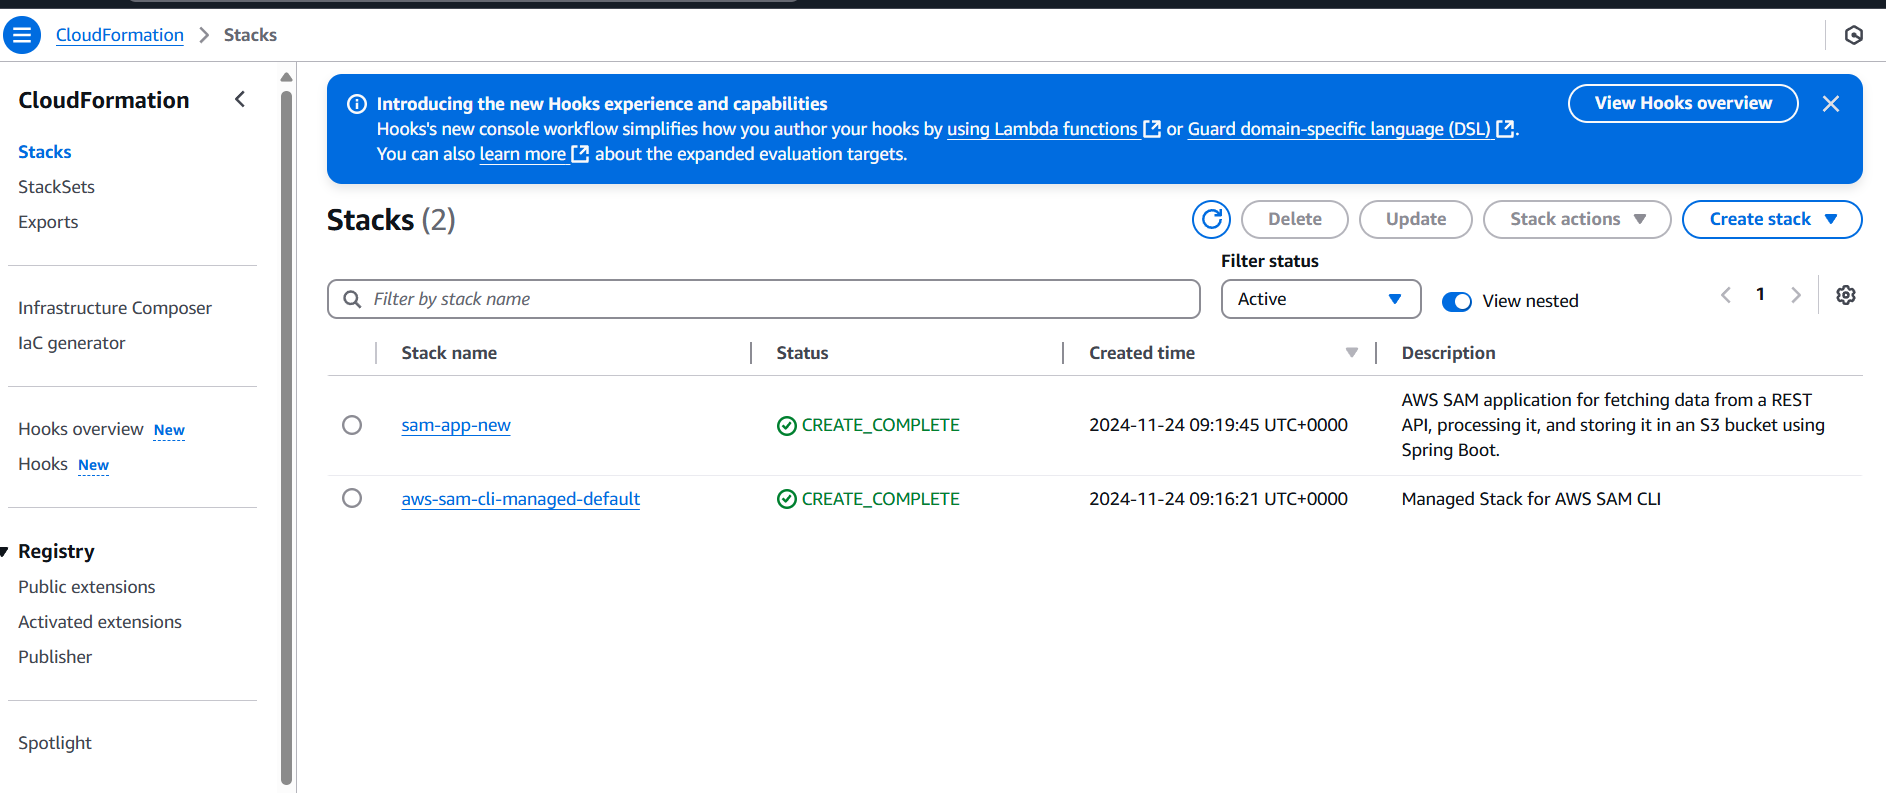 CloudFormation > Stacks
CloudFormation
Stacks
StackSets
Exports
Infrastructure Composer
IaC generator
Hooks overview New
Hooks New
Registry
Public extensions
Activated extensions
Publisher
Spotlight
Introducing the new Hooks experience and capabilities
Hooks's new console workflow simplifies how you author your hooks by using Lambda functions or Guard domain-specific language (DSL).
You can also learn more about the expanded evaluation targets.
View Hooks overview
Stacks (2)
Delete
Update
Stack actions
Create stack
Filter by stack name
Filter status
Active
View nested
1
Stack name Status Created time Description
sam-app-new CREATE_COMPLETE 2024-11-24 09:19:45 UTC+0000
AWS SAM application for fetching data from a REST
API, processing it, and storing it in an S3 bucket using
Spring Boot.
aws-sam-cli-managed-default CREATE_COMPLETE 2024-11-24 09:16:21 UTC+0000 Managed Stack for AWS SAM CLI